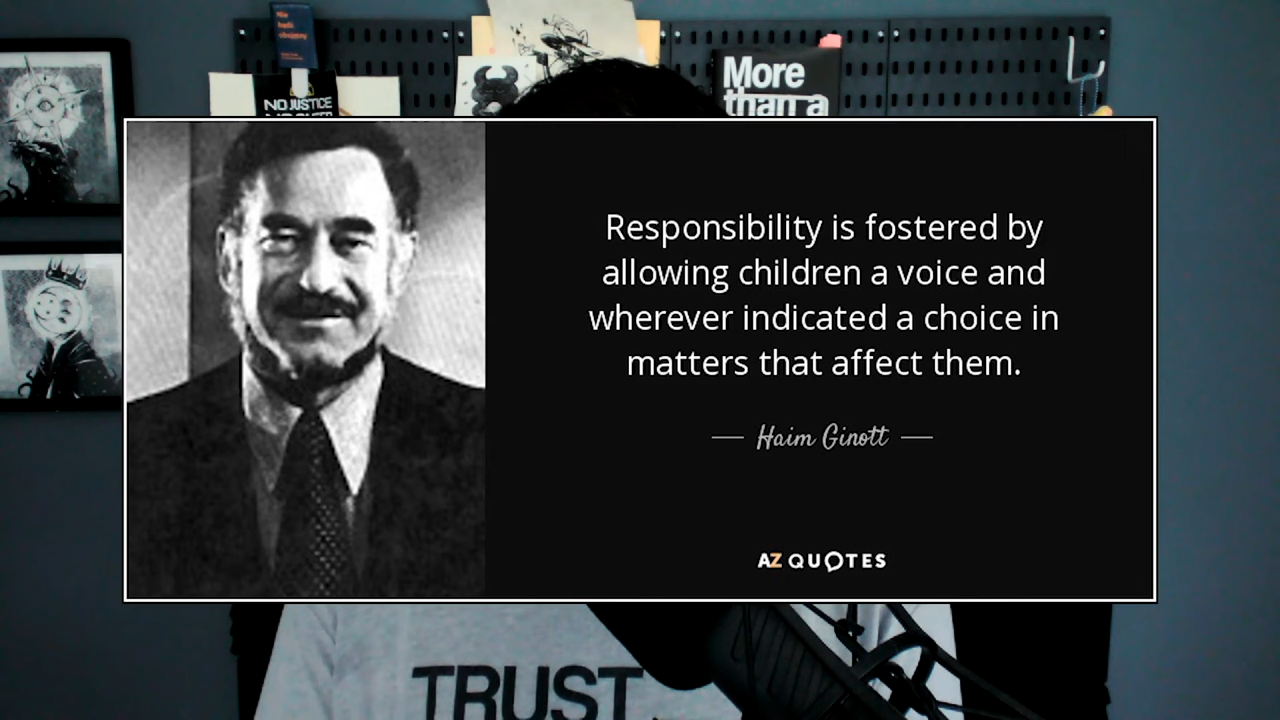 NO JUSTICE
More
than a
Responsibility is fostered by
allowing children a voice and
wherever indicated a choice in
matters that affect them.
Haim Ginott
AZ QUOTES
TRUST